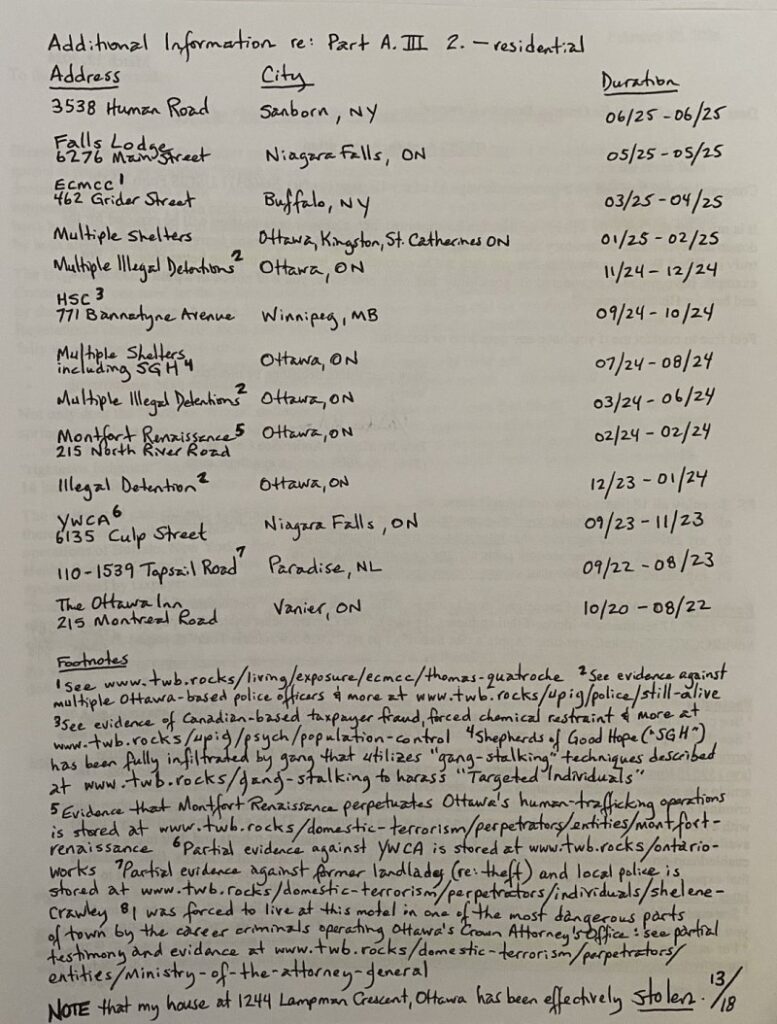 Additional Information re: Part A.III 2. – residential
Address City Duration
3538 Human Road Sanborn, NY 06/25 - 06/25
Falls Lodge
6276 Main Street Niagara Falls, ON 05/25 - 05/25
ECMCC¹
462 Grider Street Buffalo, NY 03/25 - 04/25
Multiple Shelters Ottawa, Kingston, St. Catherines ON 01/25 - 02/25
Multiple Illegal Detentions² Ottawa, ON 11/24 - 12/24
HSC³
771 Bannatyne Avenue Winnipeg, MB 09/24 - 10/24
Multiple Shelters
including SGH⁴ Ottawa, ON 07/24 - 08/24
Multiple Illegal Detentions² Ottawa, ON 03/24 - 06/24
Montfort Renaissance⁵ Ottawa, ON 02/24 - 02/24
215 North River Road
Illegal Detention² Ottawa, ON 12/23 - 01/24
YWCA⁶
6135 Culp Street Niagara Falls, ON 09/23 - 11/23
110-1539 Topsail Road⁷ Paradise, NL 09/22 - 08/23
The Ottawa Inn
215 Montreal Road Vanier, ON 10/20 - 08/22
Footnotes
¹See www.twb.rocks/living/exposure/ecmcc/thomas-quatroche ²See evidence against
multiple Ottawa-based police officers & more at www.twb.rocks/upig/police/still-alive
³See evidence of Canadian-based taxpayer fraud, forced chemical restraint & more at
www.twb.rocks/upig/psych/population-control ⁴Shepherds of Good Hope ("SGH")
has been fully infiltrated by gang that utilizes "gang-stalking" techniques described
at www.twb.rocks/gang-stalking to harass "Targeted Individuals"
⁵Evidence that Montfort Renaissance perpetuates Ottawa's human-trafficking operations
is stored at www.twb.rocks/domestic-terrorism/perpetrators/entities/montfort-
renaissance ⁶Partial evidence against YWCA is stored at www.twb.rocks/ontario-
works ⁷Partial evidence against former landlady (re: theft) and local police is
stored at www.twb.rocks/domestic-terrorism/perpetrators/individuals/shelene-
crawley ⁸I was forced to live at this motel in one of the most dangerous parts
of town by the career criminals operating Ottawa's Crown Attorney's Office: see partial
testimony and evidence at www.twb.rocks/domestic-terrorism/perpetrators/
entities/ministry-of-the-attorney-general
NOTE that my house at 1244 Lampman Crescent, Ottawa has been effectively stolen. 13/18